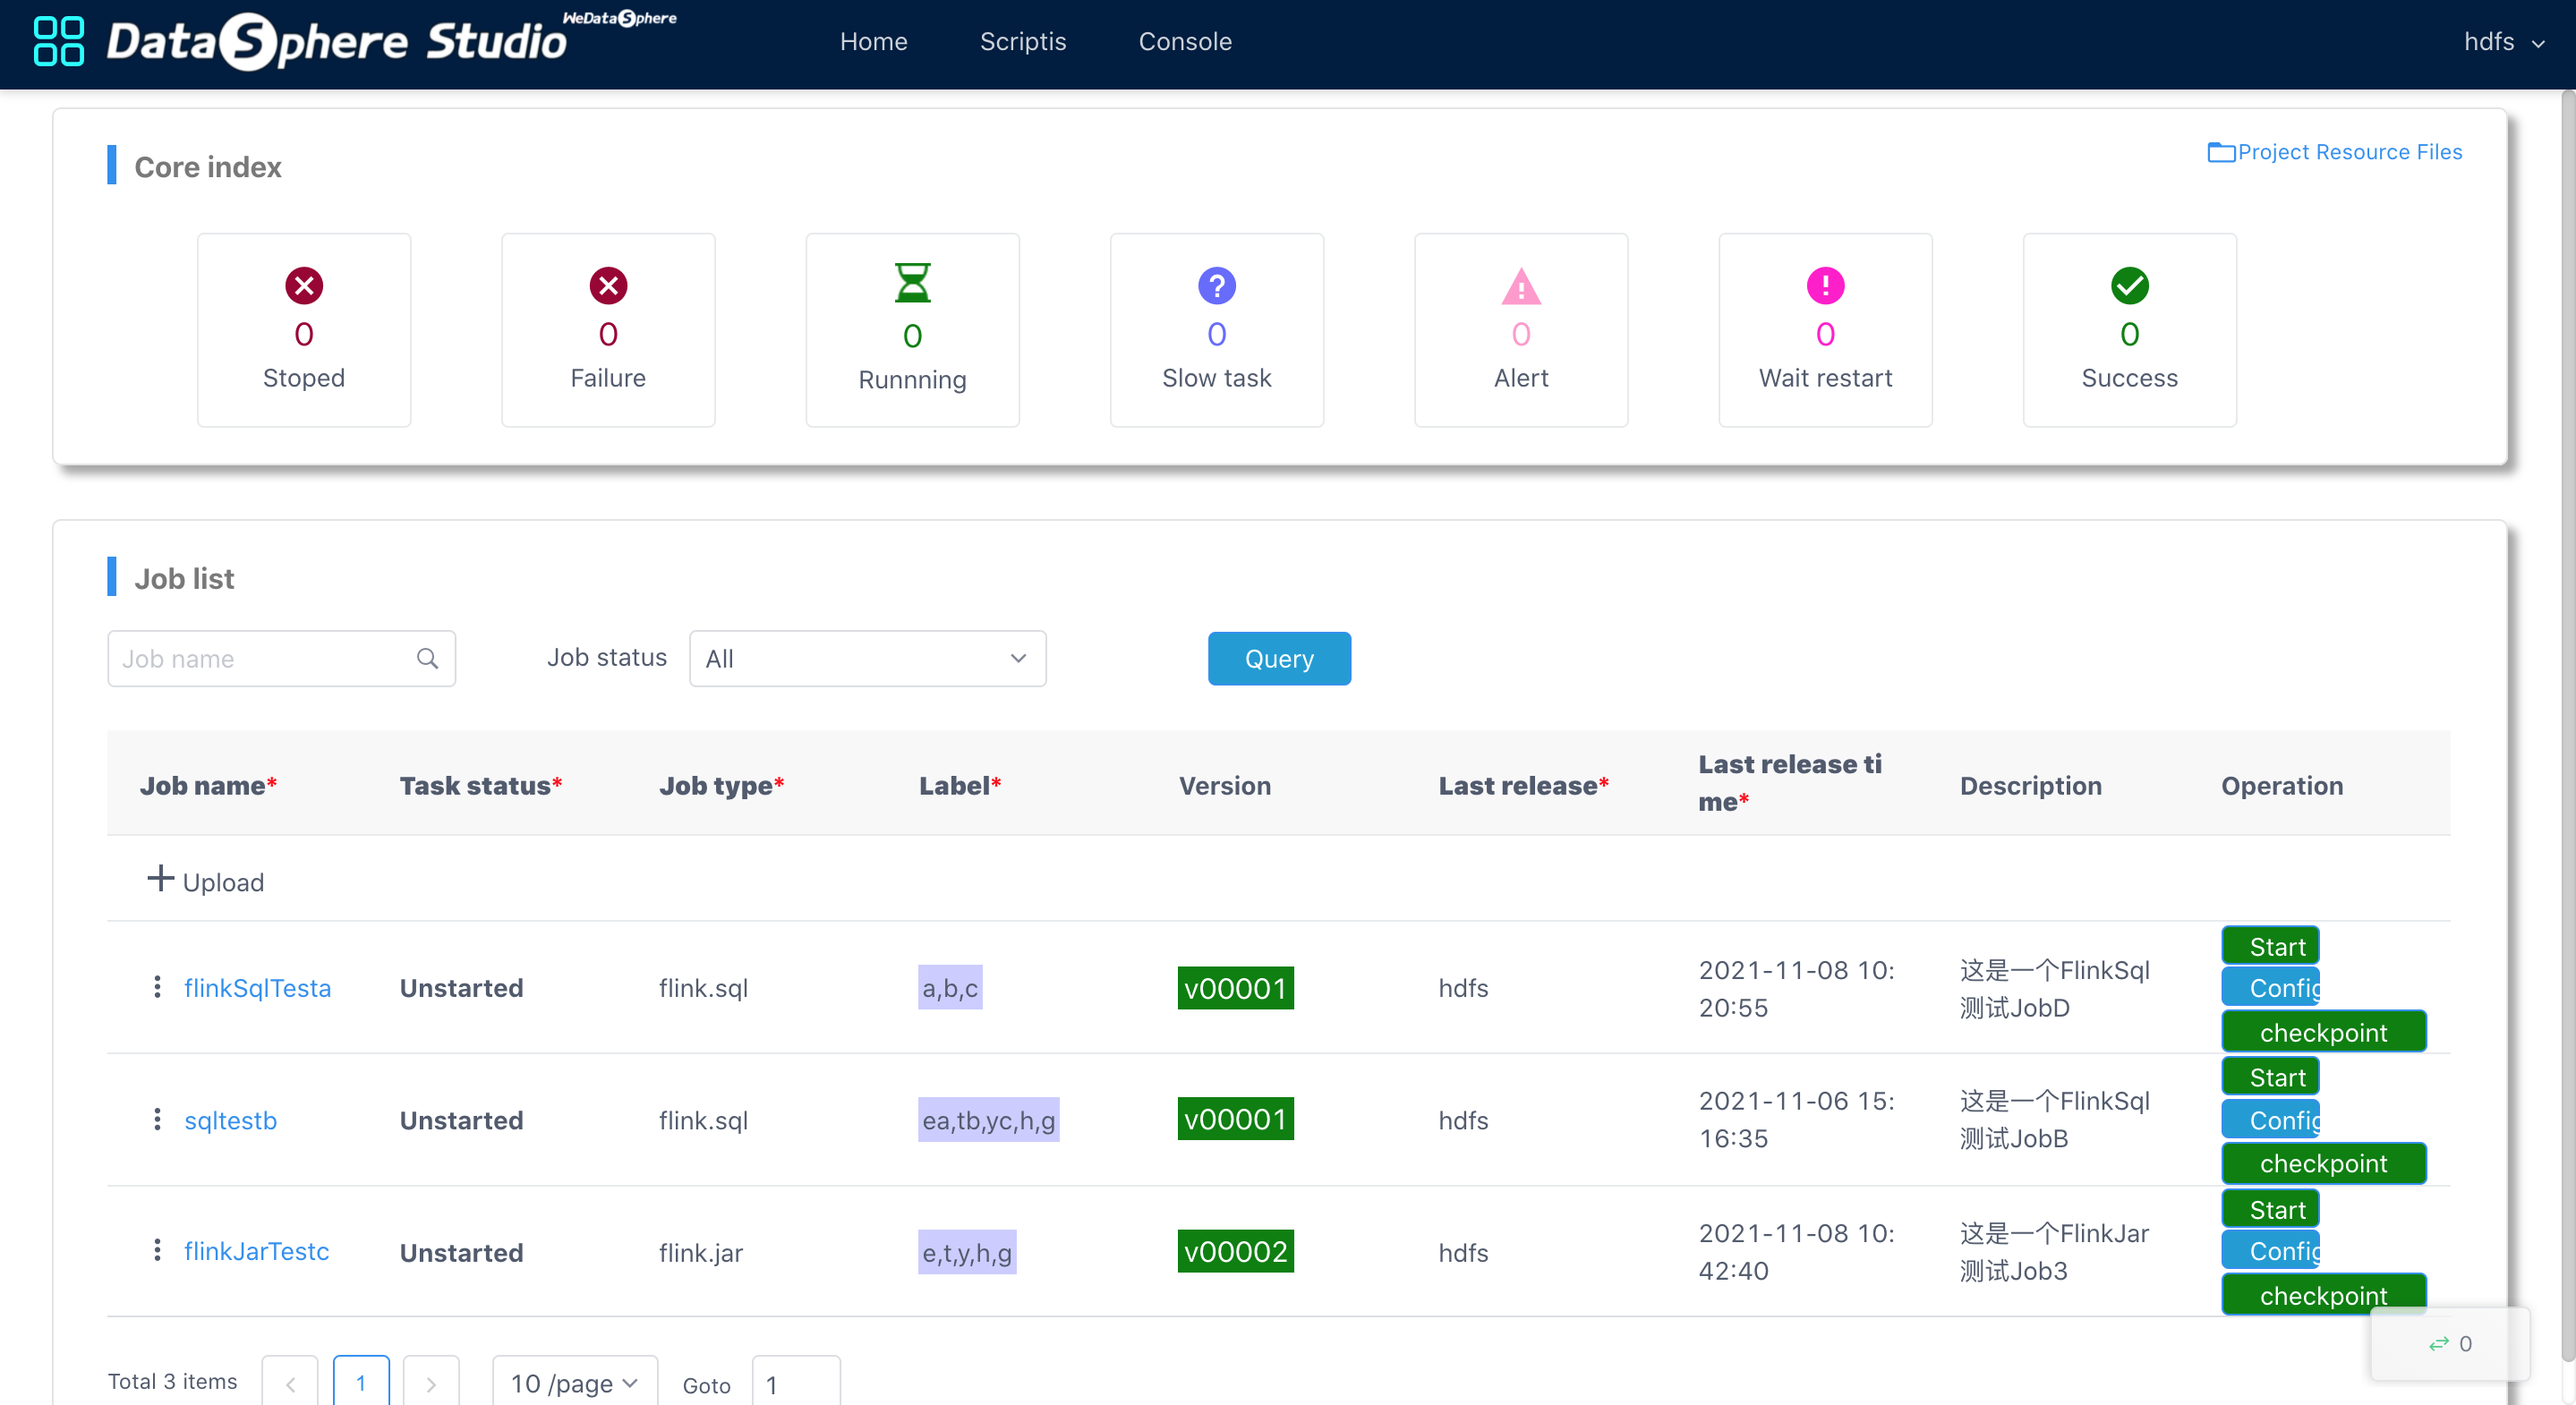 DataSphere Studio WeDataSphere
Home Scriptis Console hdfs
Core index
Project Resource Files
0 0 0 0 0 0 0
Stoped Failure Runnning Slow task Alert Wait restart Success
Job list
Job name Job status All Query
Job name* Task status* Job type* Label* Version Last release* Last release ti Description Operation
me*
Upload
flinkSqlTesta Unstarted flink.sql a,b,c v00001 hdfs 2021-11-08 10: 这是一个FlinkSql Start
20:55 测试JobD Config
checkpoint
sqltestb Unstarted flink.sql ea,tb,yc,h,g v00001 hdfs 2021-11-06 15: 这是一个FlinkSql Start
16:35 测试JobB Config
checkpoint
flinkJarTestc Unstarted flink.jar e,t,y,h,g v00002 hdfs 2021-11-08 10: 这是一个FlinkJar Start
42:40 测试Job3 Config
checkpoint
0
Total 3 items 1 10 /page Goto 1